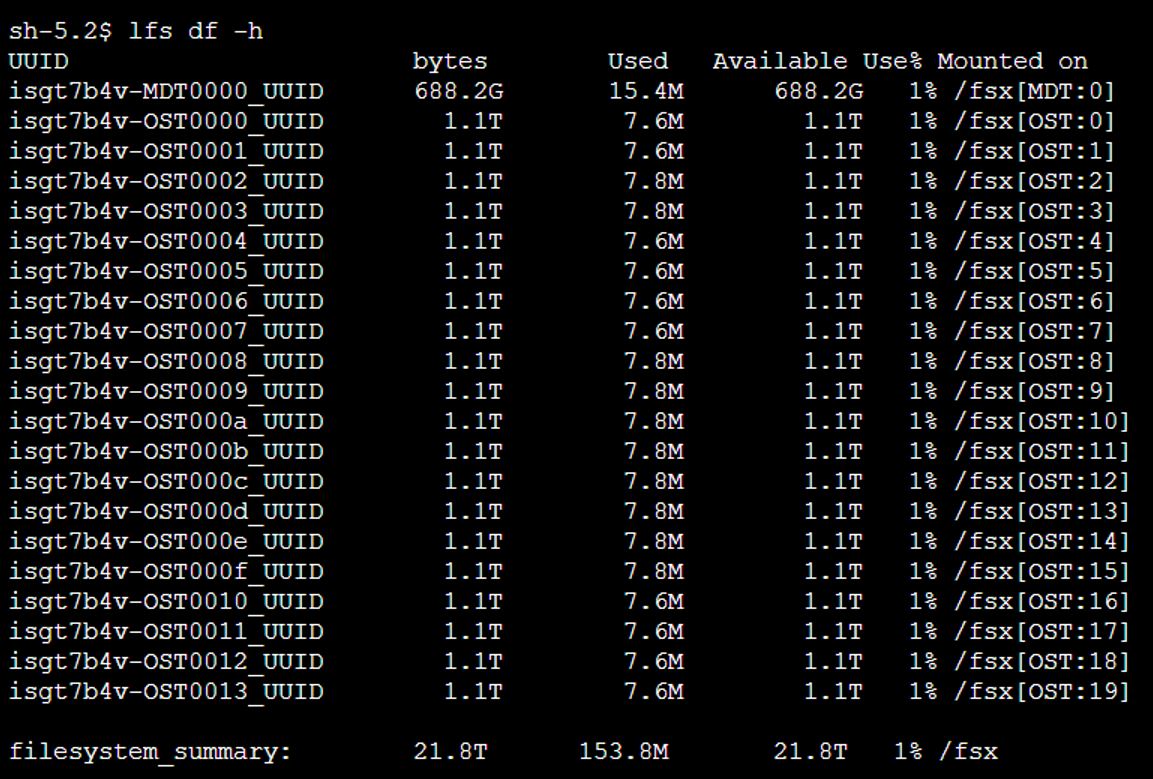 sh-5.2$ lfs df -h
UUID bytes Used Available Use% Mounted on
isgt7b4v-MDT0000_UUID 688.2G 15.4M 688.2G 1% /fsx[MDT:0]
isgt7b4v-OST0000_UUID 1.1T 7.6M 1.1T 1% /fsx[OST:0]
isgt7b4v-OST0001_UUID 1.1T 7.6M 1.1T 1% /fsx[OST:1]
isgt7b4v-OST0002_UUID 1.1T 7.8M 1.1T 1% /fsx[OST:2]
isgt7b4v-OST0003_UUID 1.1T 7.8M 1.1T 1% /fsx[OST:3]
isgt7b4v-OST0004_UUID 1.1T 7.6M 1.1T 1% /fsx[OST:4]
isgt7b4v-OST0005_UUID 1.1T 7.6M 1.1T 1% /fsx[OST:5]
isgt7b4v-OST0006_UUID 1.1T 7.6M 1.1T 1% /fsx[OST:6]
isgt7b4v-OST0007_UUID 1.1T 7.6M 1.1T 1% /fsx[OST:7]
isgt7b4v-OST0008_UUID 1.1T 7.8M 1.1T 1% /fsx[OST:8]
isgt7b4v-OST0009_UUID 1.1T 7.8M 1.1T 1% /fsx[OST:9]
isgt7b4v-OST000a_UUID 1.1T 7.8M 1.1T 1% /fsx[OST:10]
isgt7b4v-OST000b_UUID 1.1T 7.8M 1.1T 1% /fsx[OST:11]
isgt7b4v-OST000c_UUID 1.1T 7.8M 1.1T 1% /fsx[OST:12]
isgt7b4v-OST000d_UUID 1.1T 7.8M 1.1T 1% /fsx[OST:13]
isgt7b4v-OST000e_UUID 1.1T 7.8M 1.1T 1% /fsx[OST:14]
isgt7b4v-OST000f_UUID 1.1T 7.8M 1.1T 1% /fsx[OST:15]
isgt7b4v-OST0010_UUID 1.1T 7.6M 1.1T 1% /fsx[OST:16]
isgt7b4v-OST0011_UUID 1.1T 7.6M 1.1T 1% /fsx[OST:17]
isgt7b4v-OST0012_UUID 1.1T 7.6M 1.1T 1% /fsx[OST:18]
isgt7b4v-OST0013_UUID 1.1T 7.6M 1.1T 1% /fsx[OST:19]
filesystem_summary: 21.8T 153.8M 21.8T 1% /fsx